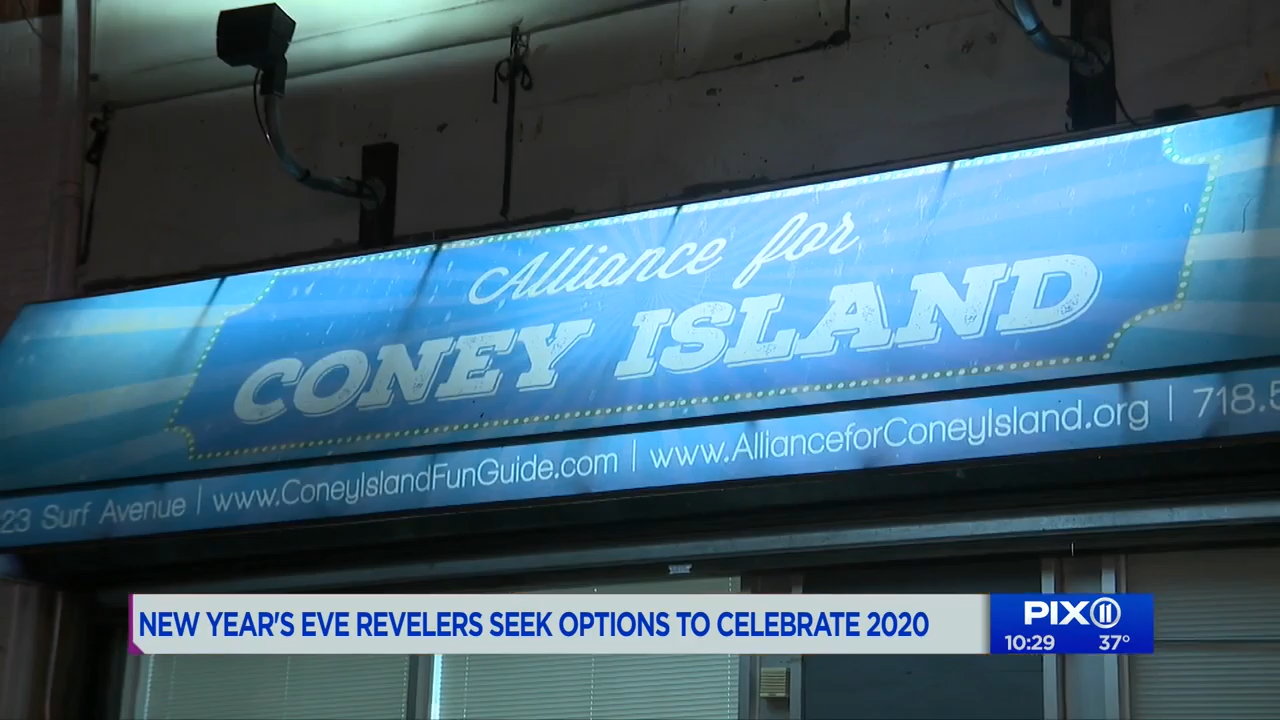 Alliance for
CONEY ISLAND
23 Surf Avenue | www.ConeyIslandFunGuide.com | www.AllianceforConeyIsland.org | 718.5
NEW YEAR'S EVE REVELERS SEEK OPTIONS TO CELEBRATE 2020
PIX11
10:29 37°